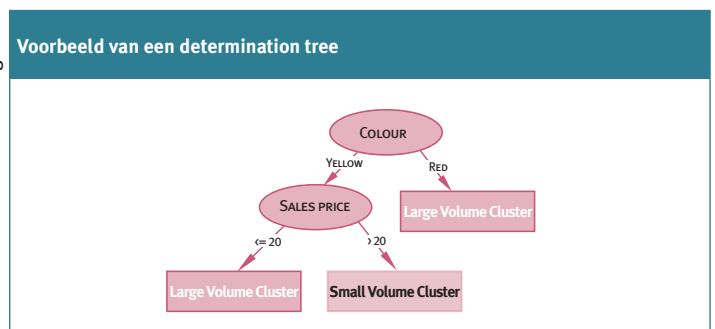 Voorbeeld van een determination tree
Colour
Yellow
Red
Sales price
Large Volume Cluster
<= 20
> 20
Large Volume Cluster
Small Volume Cluster